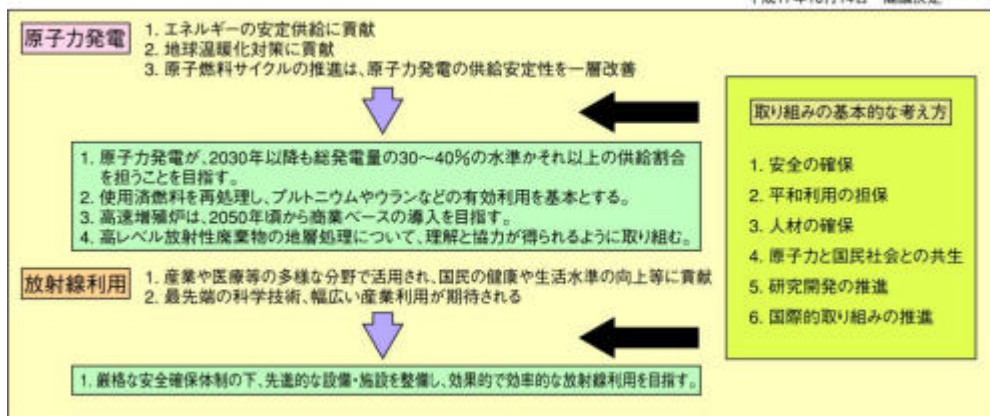 原子力発電
1. エネルギーの安定供給に貢献
2. 地球温暖化対策に貢献
3. 原子燃料サイクルの推進は、原子力発電の供給安定性を一層改善
1. 原子力発電が、2030年以降も総発電量の30〜40%の水準かそれ以上の供給割合
を担うことを目指す。
2. 使用済燃料を再処理し、プルトニウムやウランなどの有効利用を基本とする。
3. 高速増殖炉は、2050年頃から商業ベースの導入を目指す。
4. 高レベル放射性廃棄物の地層処理について、理解と協力が得られるように取り組む。
放射線利用
1. 産業や医療等の多様な分野で活用され、国民の健康や生活水準の向上等に貢献
2. 最先端の科学技術、幅広い産業利用が期待される
1. 厳格な安全確保体制の下、先進的な設備・施設を整備し、効果的で効率的な放射線利用を目指す。
取り組みの基本的な考え方
1. 安全の確保
2. 平和利用の担保
3. 人材の確保
4. 原子力と国民社会との共生
5. 研究開発の推進
6. 国際的取り組みの推進